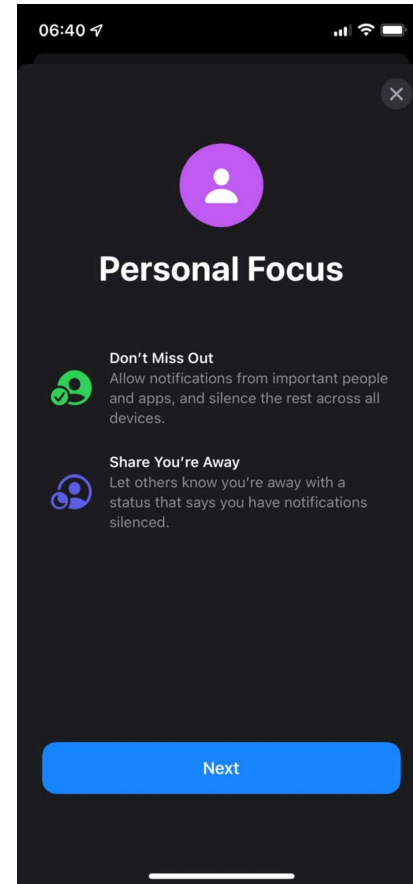 06:40
Personal Focus
Don’t Miss Out
Allow notifications from important people
and apps, and silence the rest across all
devices.
Share You’re Away
Let others know you’re away with a
status that says you have notifications
silenced.
Next